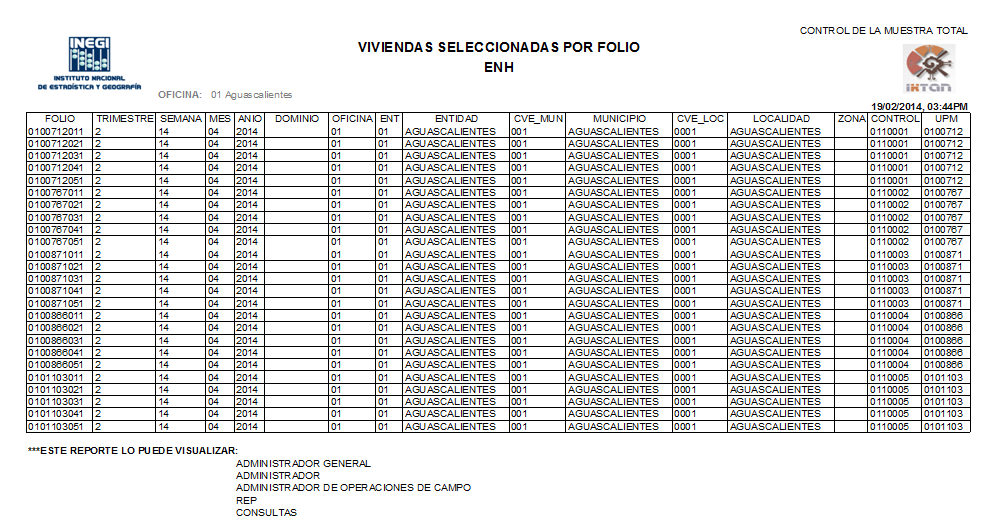 CONTROL DE LA MUESTRA TOTAL
INEGI
INSTITUTO NACIONAL
DE ESTADÍSTICA Y GEOGRAFÍA
VIVIENDAS SELECCIONADAS POR FOLIO
ENH
IKTAN
OFICINA: 01 Aguascalientes
19/02/2014, 03:44PM
FOLIO TRIMESTRE SEMANA MES ANIO DOMINIO OFICINA ENT ENTIDAD CVE_MUN MUNICIPIO CVE_LOC LOCALIDAD ZONA CONTROL UPM
0100712011 2 14 04 2014 01 01 AGUASCALIENTES 001 AGUASCALIENTES 0001 AGUASCALIENTES 0110001 0100712
0100712021 2 14 04 2014 01 01 AGUASCALIENTES 001 AGUASCALIENTES 0001 AGUASCALIENTES 0110001 0100712
0100712031 2 14 04 2014 01 01 AGUASCALIENTES 001 AGUASCALIENTES 0001 AGUASCALIENTES 0110001 0100712
0100712041 2 14 04 2014 01 01 AGUASCALIENTES 001 AGUASCALIENTES 0001 AGUASCALIENTES 0110001 0100712
0100712051 2 14 04 2014 01 01 AGUASCALIENTES 001 AGUASCALIENTES 0001 AGUASCALIENTES 0110001 0100712
0100767011 2 14 04 2014 01 01 AGUASCALIENTES 001 AGUASCALIENTES 0001 AGUASCALIENTES 0110002 0100767
0100767021 2 14 04 2014 01 01 AGUASCALIENTES 001 AGUASCALIENTES 0001 AGUASCALIENTES 0110002 0100767
0100767031 2 14 04 2014 01 01 AGUASCALIENTES 001 AGUASCALIENTES 0001 AGUASCALIENTES 0110002 0100767
0100767041 2 14 04 2014 01 01 AGUASCALIENTES 001 AGUASCALIENTES 0001 AGUASCALIENTES 0110002 0100767
0100767051 2 14 04 2014 01 01 AGUASCALIENTES 001 AGUASCALIENTES 0001 AGUASCALIENTES 0110002 0100767
0100871011 2 14 04 2014 01 01 AGUASCALIENTES 001 AGUASCALIENTES 0001 AGUASCALIENTES 0110003 0100871
0100871021 2 14 04 2014 01 01 AGUASCALIENTES 001 AGUASCALIENTES 0001 AGUASCALIENTES 0110003 0100871
0100871031 2 14 04 2014 01 01 AGUASCALIENTES 001 AGUASCALIENTES 0001 AGUASCALIENTES 0110003 0100871
0100871041 2 14 04 2014 01 01 AGUASCALIENTES 001 AGUASCALIENTES 0001 AGUASCALIENTES 0110003 0100871
0100871051 2 14 04 2014 01 01 AGUASCALIENTES 001 AGUASCALIENTES 0001 AGUASCALIENTES 0110003 0100871
0100866011 2 14 04 2014 01 01 AGUASCALIENTES 001 AGUASCALIENTES 0001 AGUASCALIENTES 0110004 0100866
0100866021 2 14 04 2014 01 01 AGUASCALIENTES 001 AGUASCALIENTES 0001 AGUASCALIENTES 0110004 0100866
0100866031 2 14 04 2014 01 01 AGUASCALIENTES 001 AGUASCALIENTES 0001 AGUASCALIENTES 0110004 0100866
0100866041 2 14 04 2014 01 01 AGUASCALIENTES 001 AGUASCALIENTES 0001 AGUASCALIENTES 0110004 0100866
0100866051 2 14 04 2014 01 01 AGUASCALIENTES 001 AGUASCALIENTES 0001 AGUASCALIENTES 0110004 0100866
0101103011 2 14 04 2014 01 01 AGUASCALIENTES 001 AGUASCALIENTES 0001 AGUASCALIENTES 0110005 0101103
0101103021 2 14 04 2014 01 01 AGUASCALIENTES 001 AGUASCALIENTES 0001 AGUASCALIENTES 0110005 0101103
0101103031 2 14 04 2014 01 01 AGUASCALIENTES 001 AGUASCALIENTES 0001 AGUASCALIENTES 0110005 0101103
0101103041 2 14 04 2014 01 01 AGUASCALIENTES 001 AGUASCALIENTES 0001 AGUASCALIENTES 0110005 0101103
0101103051 2 14 04 2014 01 01 AGUASCALIENTES 001 AGUASCALIENTES 0001 AGUASCALIENTES 0110005 0101103
***ESTE REPORTE LO PUEDE VISUALIZAR:
ADMINISTRADOR GENERAL
ADMINISTRADOR
ADMINISTRADOR DE OPERACIONES DE CAMPO
REP
CONSULTAS